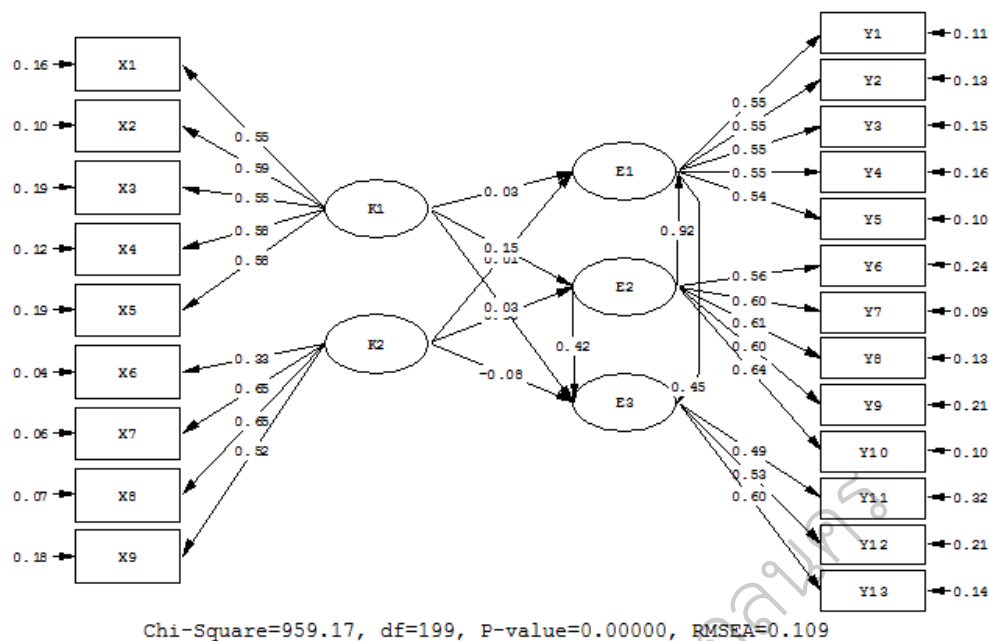 0.16 X1
0.10 X2
0.19 X3
0.12 X4
0.19 X5
0.04 X6
0.06 X7
0.07 X8
0.18 X9
0.55
0.59
0.55
0.58
0.58
0.33
0.65
0.65
0.52
K1
K2
0.03
0.15
0.01
0.03
-0.08
E1
E2
E3
0.92
0.42
0.45
0.55
0.55
0.55
0.55
0.54
0.56
0.60
0.61
0.60
0.64
0.49
0.53
0.60
Y1 0.11
Y2 0.13
Y3 0.15
Y4 0.16
Y5 0.10
Y6 0.24
Y7 0.09
Y8 0.13
Y9 0.21
Y10 0.10
Y11 0.32
Y12 0.21
Y13 0.14
Chi-Square=959.17, df=199, P-value=0.00000, RMSEA=0.109